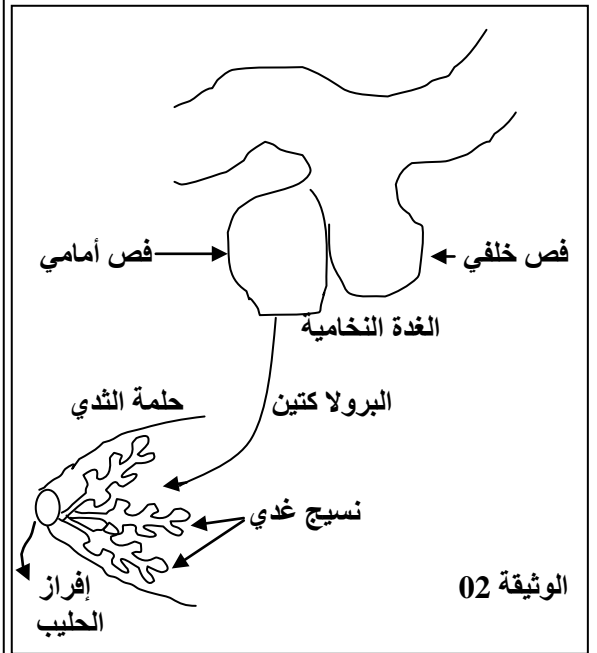 فص خلفي
فص أمامي
الغدة النخامية
البرولا كتين
حلمة الثدي
نسيج غدي
الوثيقة 02
إفراز
الحليب